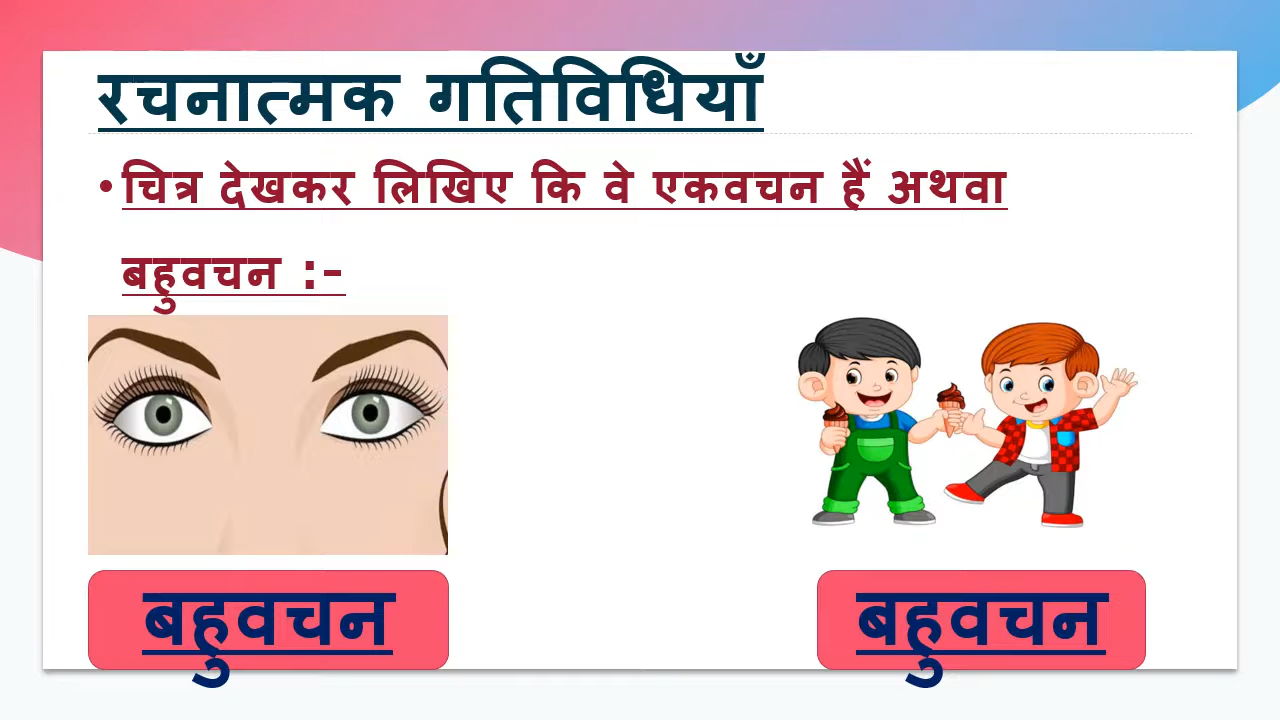 रचनात्मक गतिविधियाँ
•चित्र देखकर लिखिए कि वे एकवचन हैं अथवा
बहुवचन :-
बहुवचन
बहुवचन